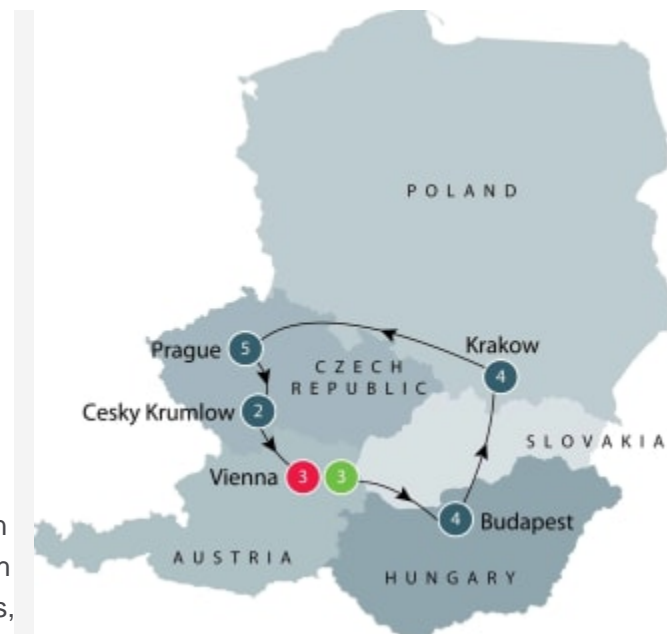 POLAND
Krakow
4
Prague 5
CZECH
REPUBLIC
Cesky Krumlow 2
SLOVAKIA
Vienna 3 3
4 Budapest
AUSTRIA
HUNGARY
s,